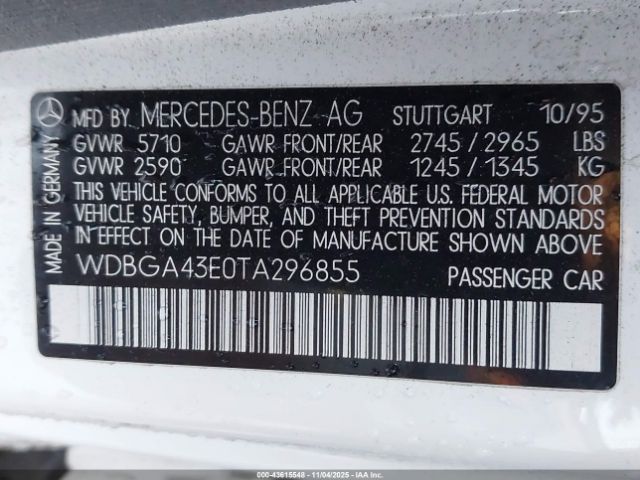 MFD BY MERCEDES-BENZ AG STUTTGART 10/95
GVWR 5710 GAWR FRONT/REAR 2745/2965 LBS
GVWR 2590 GAWR FRONT/REAR 1245/1345 KG
THIS VEHICLE CONFORMS TO ALL APPLICABLE U.S. FEDERAL MOTOR
VEHICLE SAFETY, BUMPER, AND THEFT PREVENTION STANDARDS
IN EFFECT ON THE DATE OF MANUFACTURE SHOWN ABOVE
WDBGA43E0TA296855 PASSENGER CAR
MADE IN GERMANY
000-43615548 - 11/04/2025 - IAA Inc.